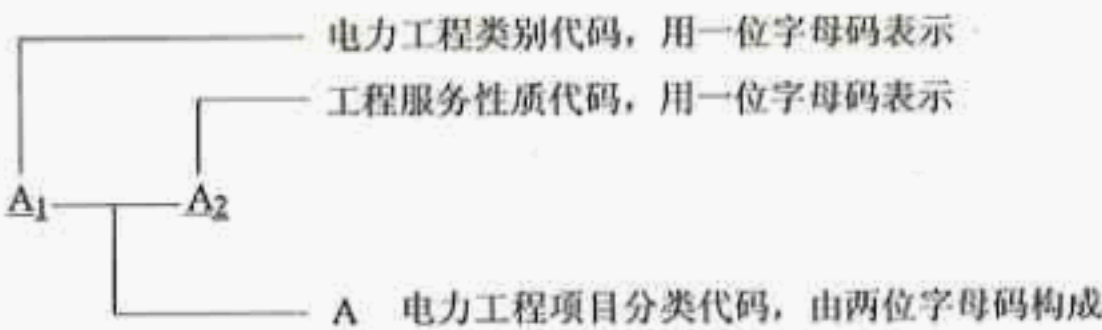 电力工程类别代码，用一位字母码表示
工程服务性质代码，用一位字母码表示
A1 A2
A 电力工程项目分类代码，由两位字母码构成